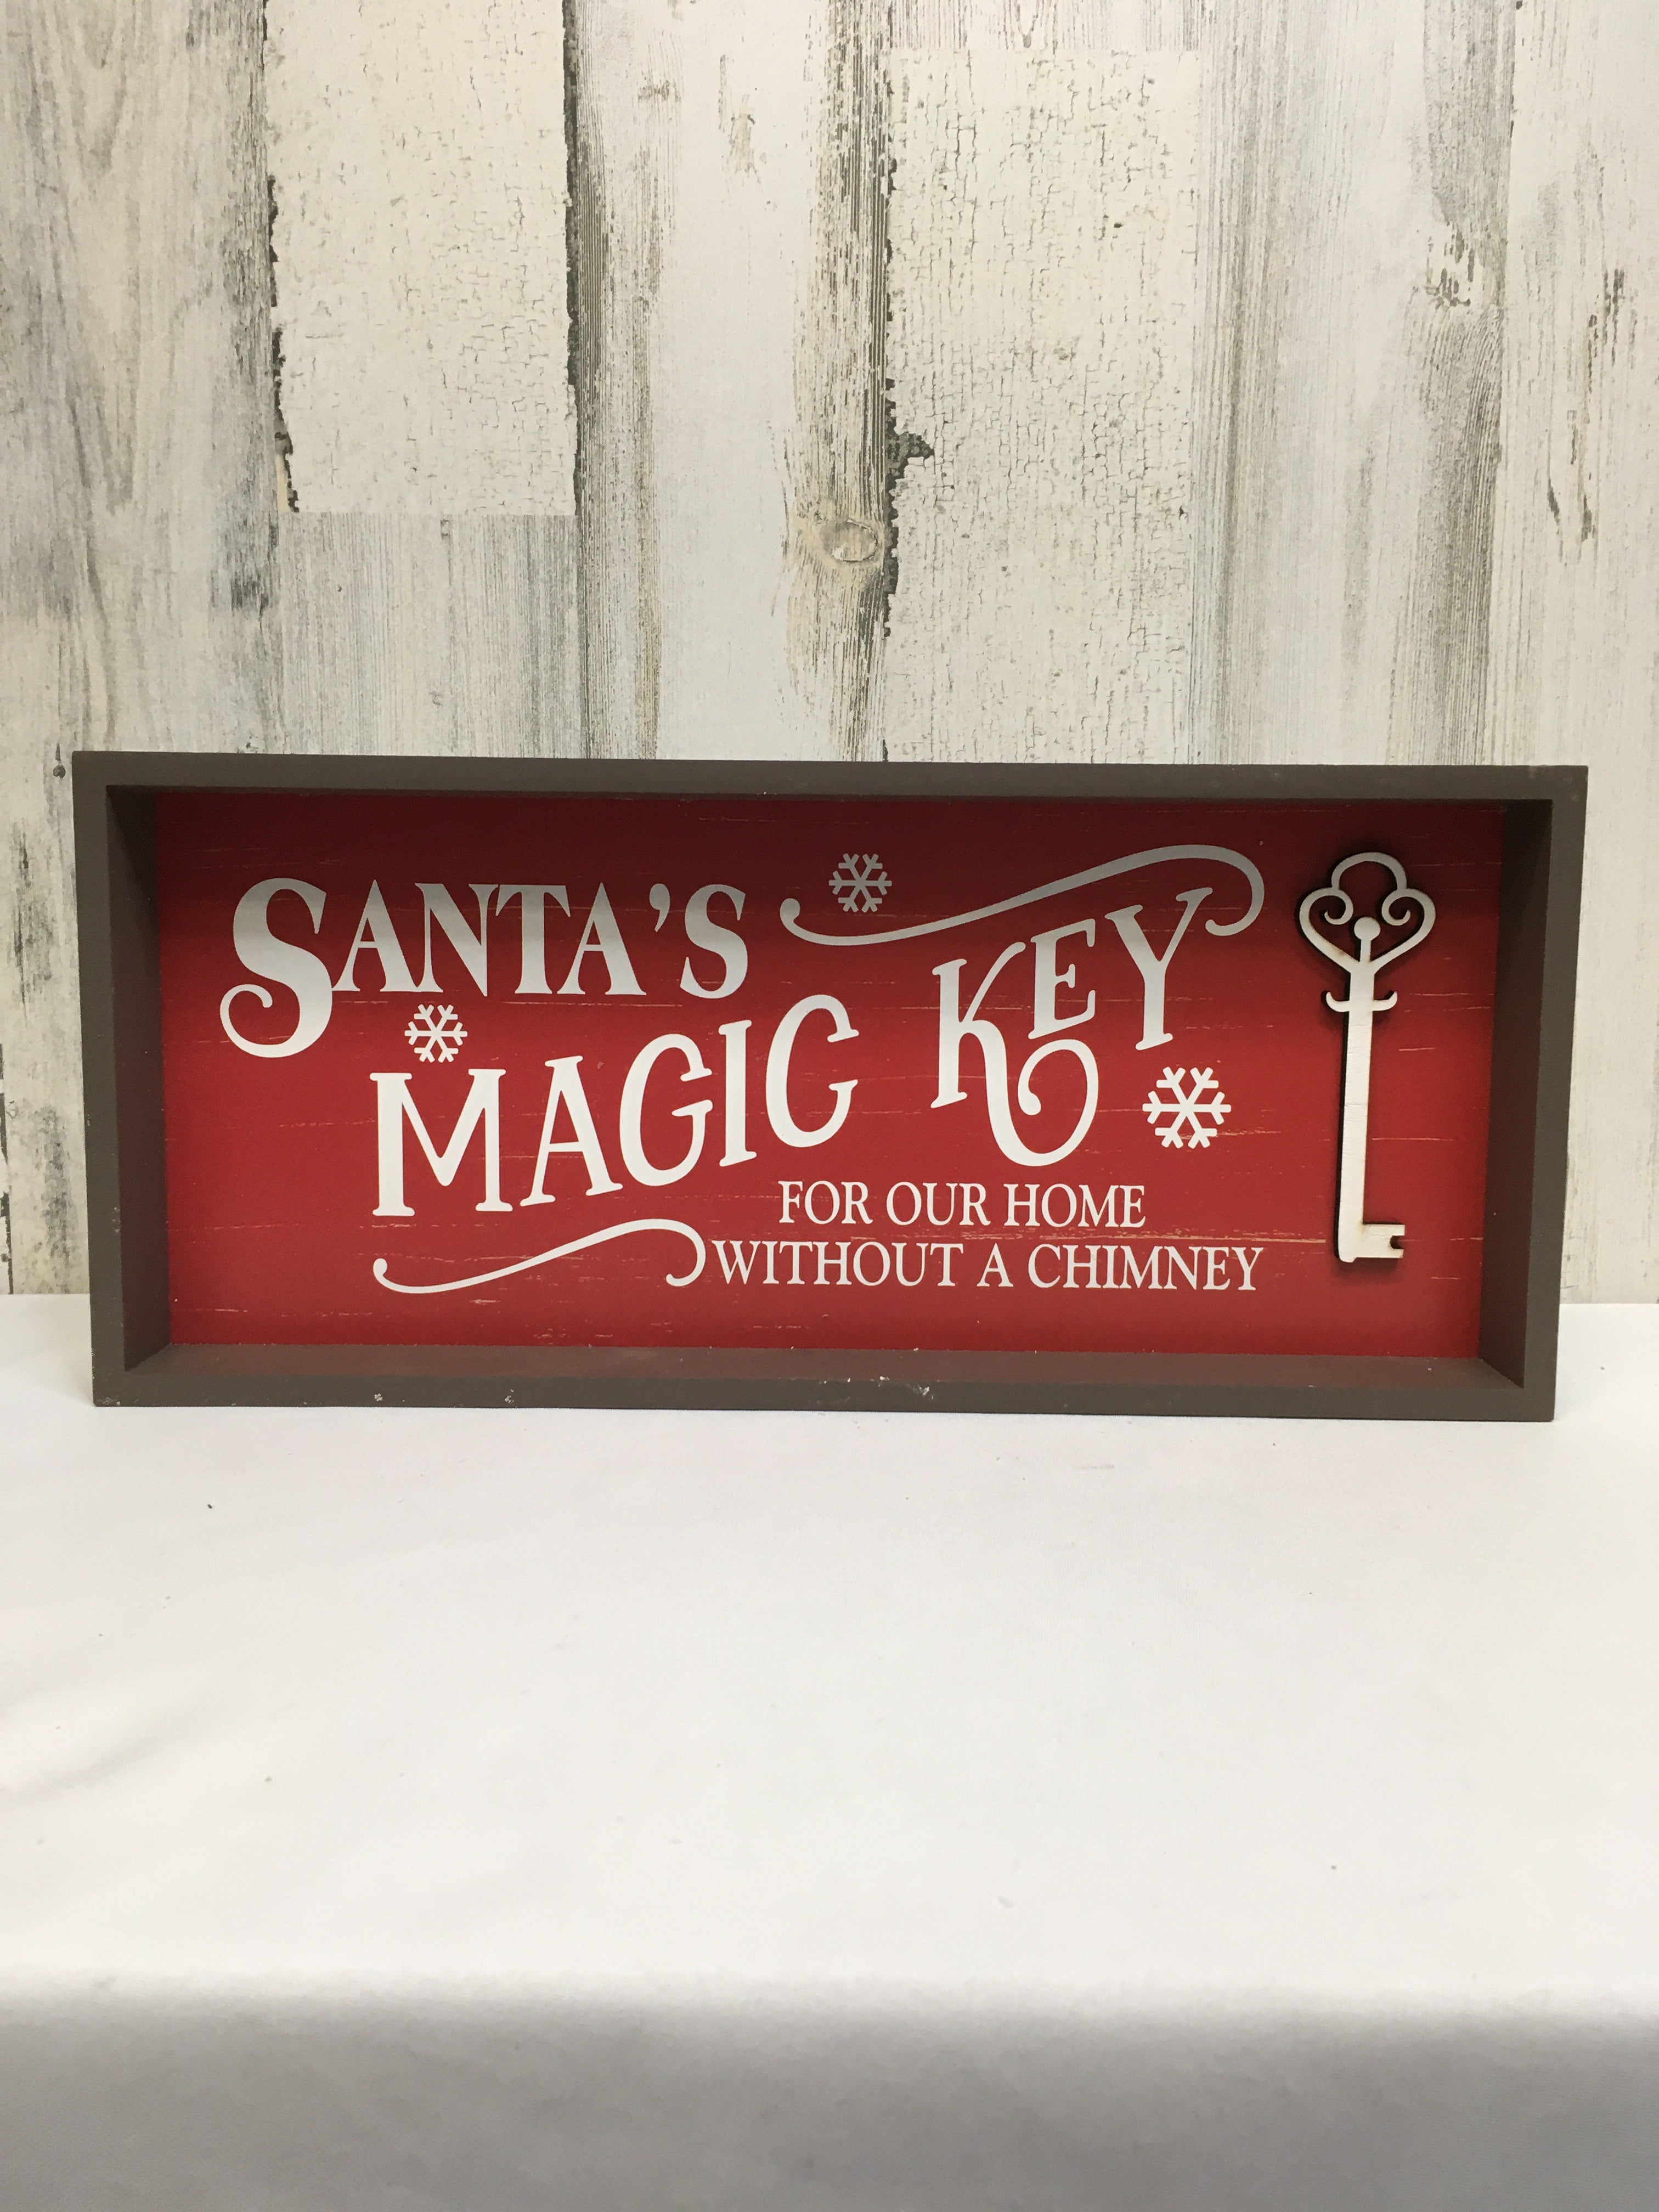 SANTA'S
MAGIC KEY
FOR OUR HOME
WITHOUT A CHIMNEY